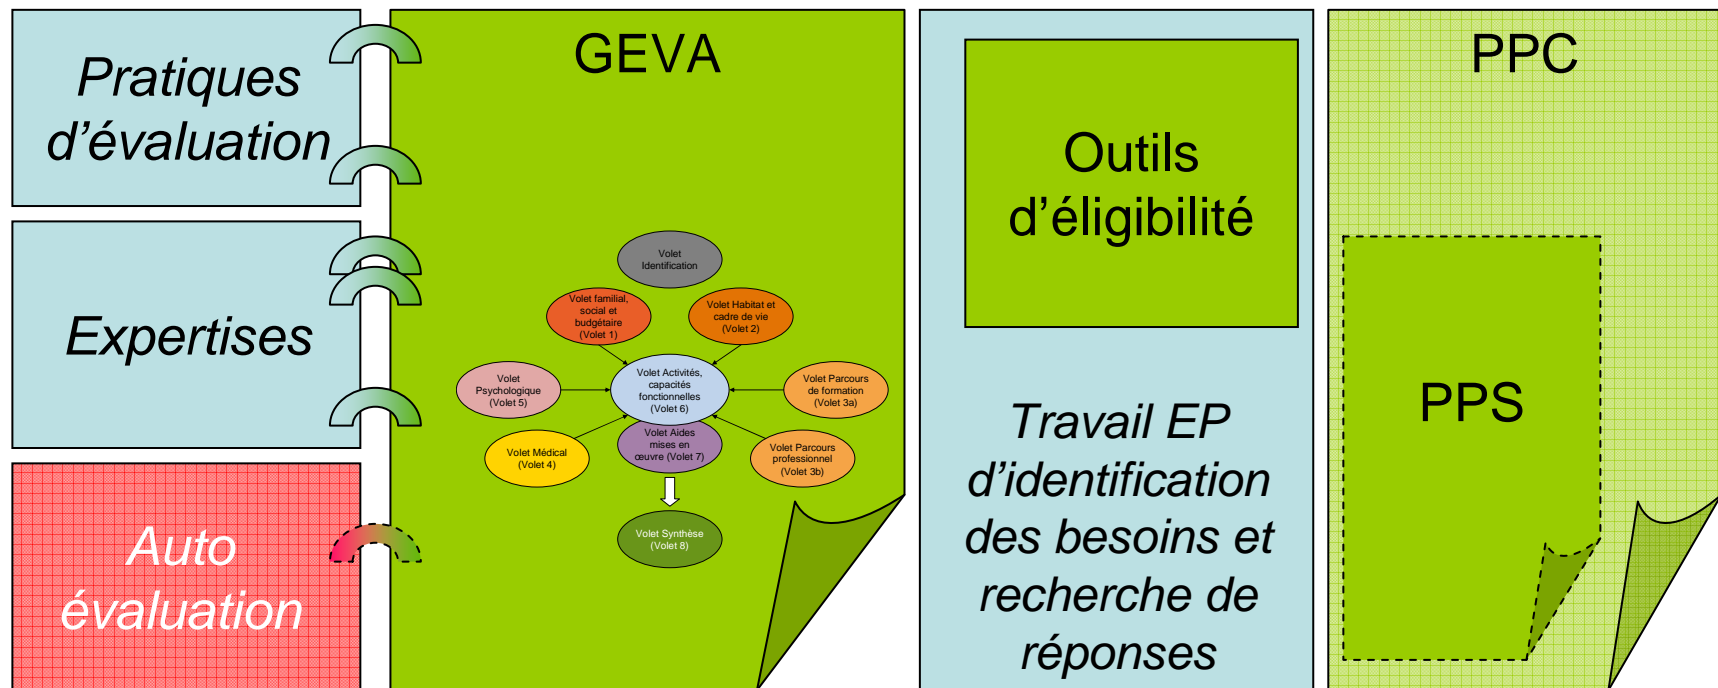 Pratiques
d’évaluation
Expertises
Auto
évaluation
GEVA
Volet
Identification
Volet familial,
social et
budgétaire
(Volet 1)
Volet Habitat et
cadre de vie
(Volet 2)
Volet
Psychologique
(Volet 5)
Volet Activités,
capacités
fonctionnelles
(Volet 6)
Volet Parcours
de formation
(Volet 3a)
Volet Médical
(Volet 4)
Volet Aides
mises en
œuvre (Volet 7)
Volet Parcours
professionnel
(Volet 3b)
Volet Synthèse
(Volet 8)
Outils
d’éligibilité
Travail EP
d’identification
des besoins et
recherche de
réponses
PPC
PPS